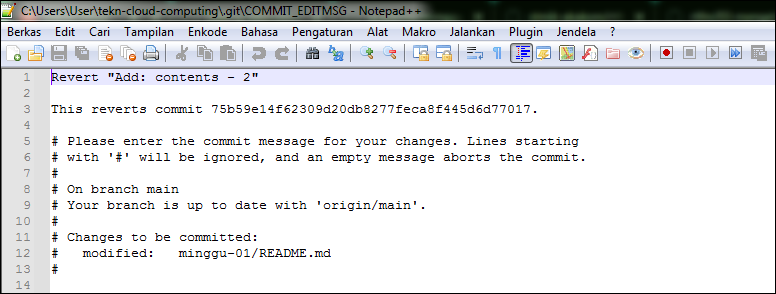 C:\Users\User\tekn-cloud-computing\.git\COMMIT_EDITMSG - Notepad++
Berkas Edit Cari Tampilan Enkode Bahasa Pengaturan Alat Makro Jalankan Plugin Jendela ?
1 Revert "Add: contents - 2"
2
3 This reverts commit 75b59e14f62309d20db8277feca8f445d6d77017.
4
5 # Please enter the commit message for your changes. Lines starting
6 # with '#' will be ignored, and an empty message aborts the commit.
7 #
8 # On branch main
9 # Your branch is up to date with 'origin/main'.
10 #
11 # Changes to be committed:
12 #   modified:   minggu-01/README.md
13 #
14